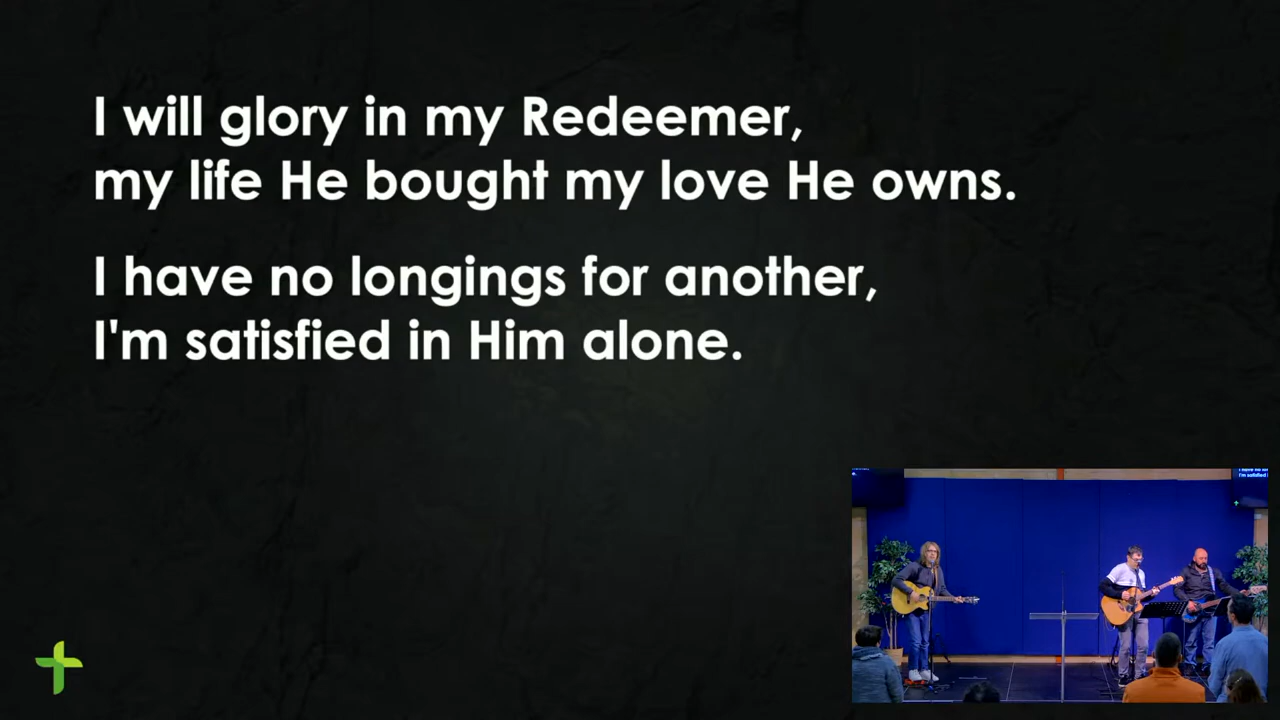 I will glory in my Redeemer,
my life He bought my love He owns.
I have no longings for another,
I'm satisfied in Him alone.